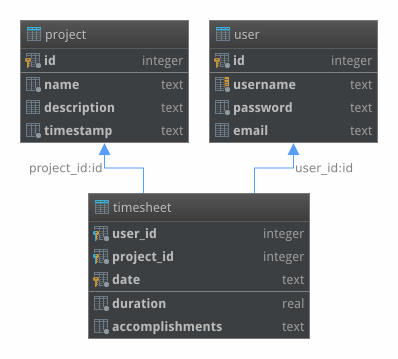 project
id integer
name text
description text
timestamp text
user
id integer
username text
password text
email text
project_id:id
user_id:id
timesheet
user_id integer
project_id integer
date text
duration real
accomplishments text